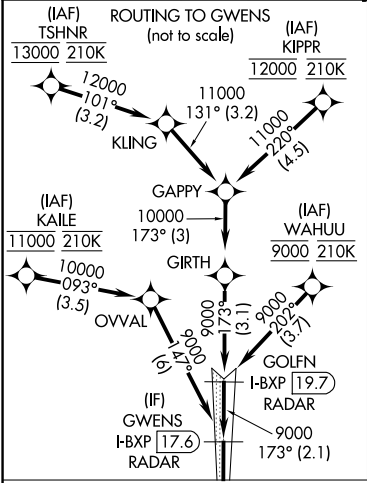 ROUTING TO GWENS
(not to scale)
(IAF)
TSHNR
13000 210K
(IAF)
KIPPR
12000 210K
12000
101°
(3.2)
KLING
11000
131° (3.2)
11000
220°
(4.5)
GAPPY
10000
173° (3)
(IAF)
KAILE
11000 210K
10000
093°
(3.5)
OVVAL
GIRTH
(IAF)
WAHUU
9000 210K
9000
173°
(3.1)
9000
202°
(3.7)
9000
147°
(6)
GOLFN
I-BXP 19.7
RADAR
(IF)
GWENS
I-BXP 17.6
RADAR
9000
173° (2.1)